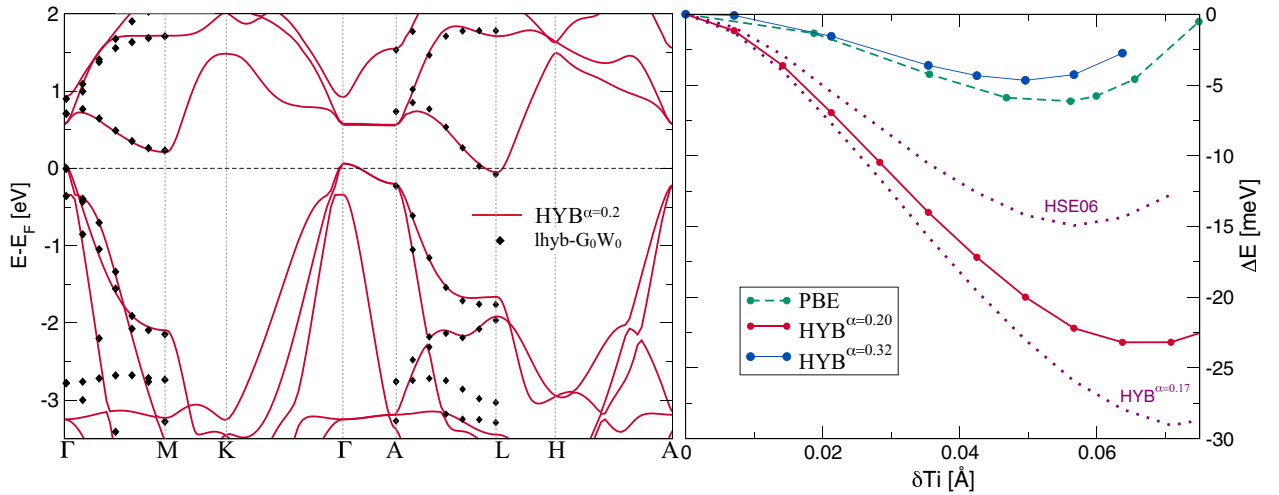 2
1
0
-1
-2
-3
E-E_F [eV]
Γ M K Γ A L H A
HYB^α=0.2
lhyb-G₀W₀
0
-5
-10
-15
-20
-25
-30
ΔE [meV]
0.02 0.04 0.06
δTi [Å]
HSE06
HYB^α=0.17
PBE
HYB^α=0.20
HYB^α=0.32